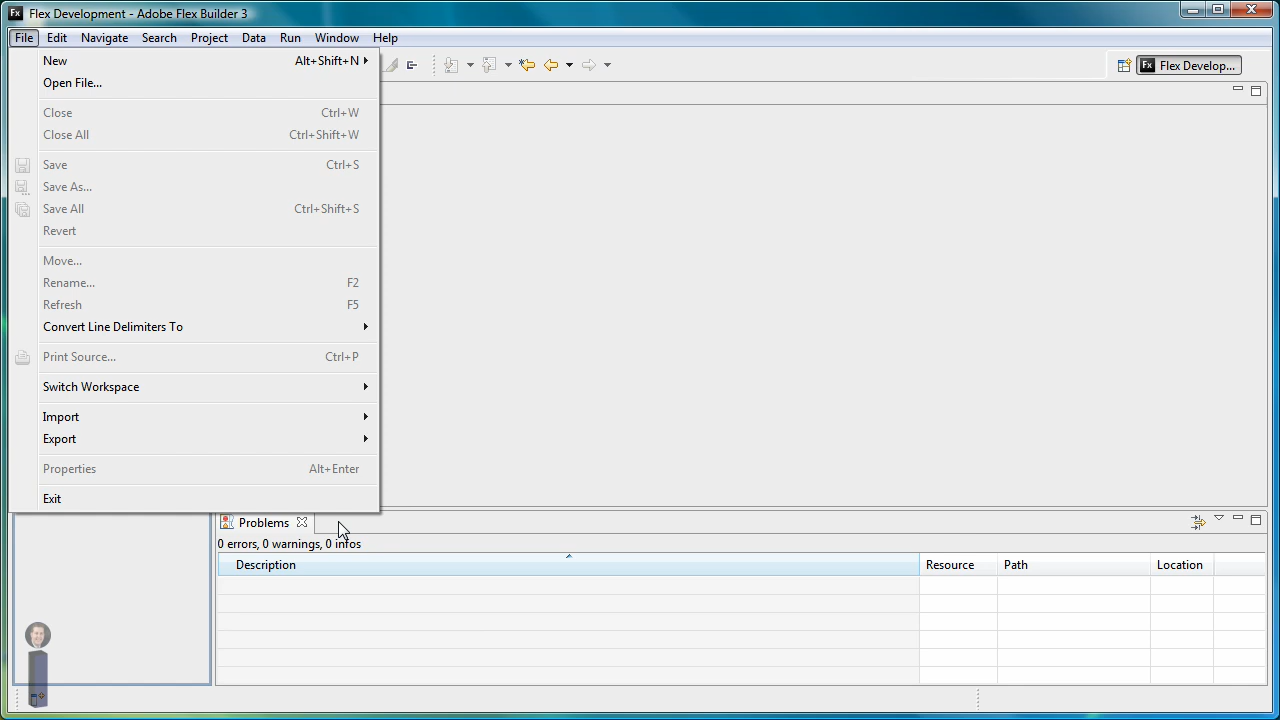 Fx Flex Development - Adobe Flex Builder 3
File Edit Navigate Search Project Data Run Window Help
New Alt+Shift+N
Open File...
Fx Flex Develop...
Close Ctrl+W
Close All Ctrl+Shift+W
Save Ctrl+S
Save As...
Save All Ctrl+Shift+S
Revert
Move...
Rename... F2
Refresh F5
Convert Line Delimiters To
Print Source... Ctrl+P
Switch Workspace
Import
Export
Properties Alt+Enter
Exit
Problems
0 errors, 0 warnings, 0 infos
Description Resource Path Location